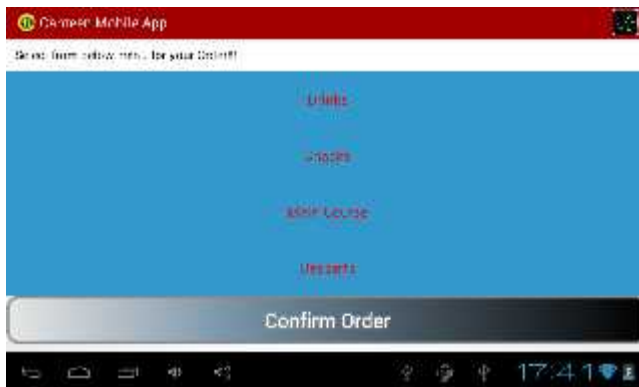 Canteen Mobile App
Select from below menu for your Order!!!
Drinks
Snacks
Main Course
Desserts
Confirm Order
17:41